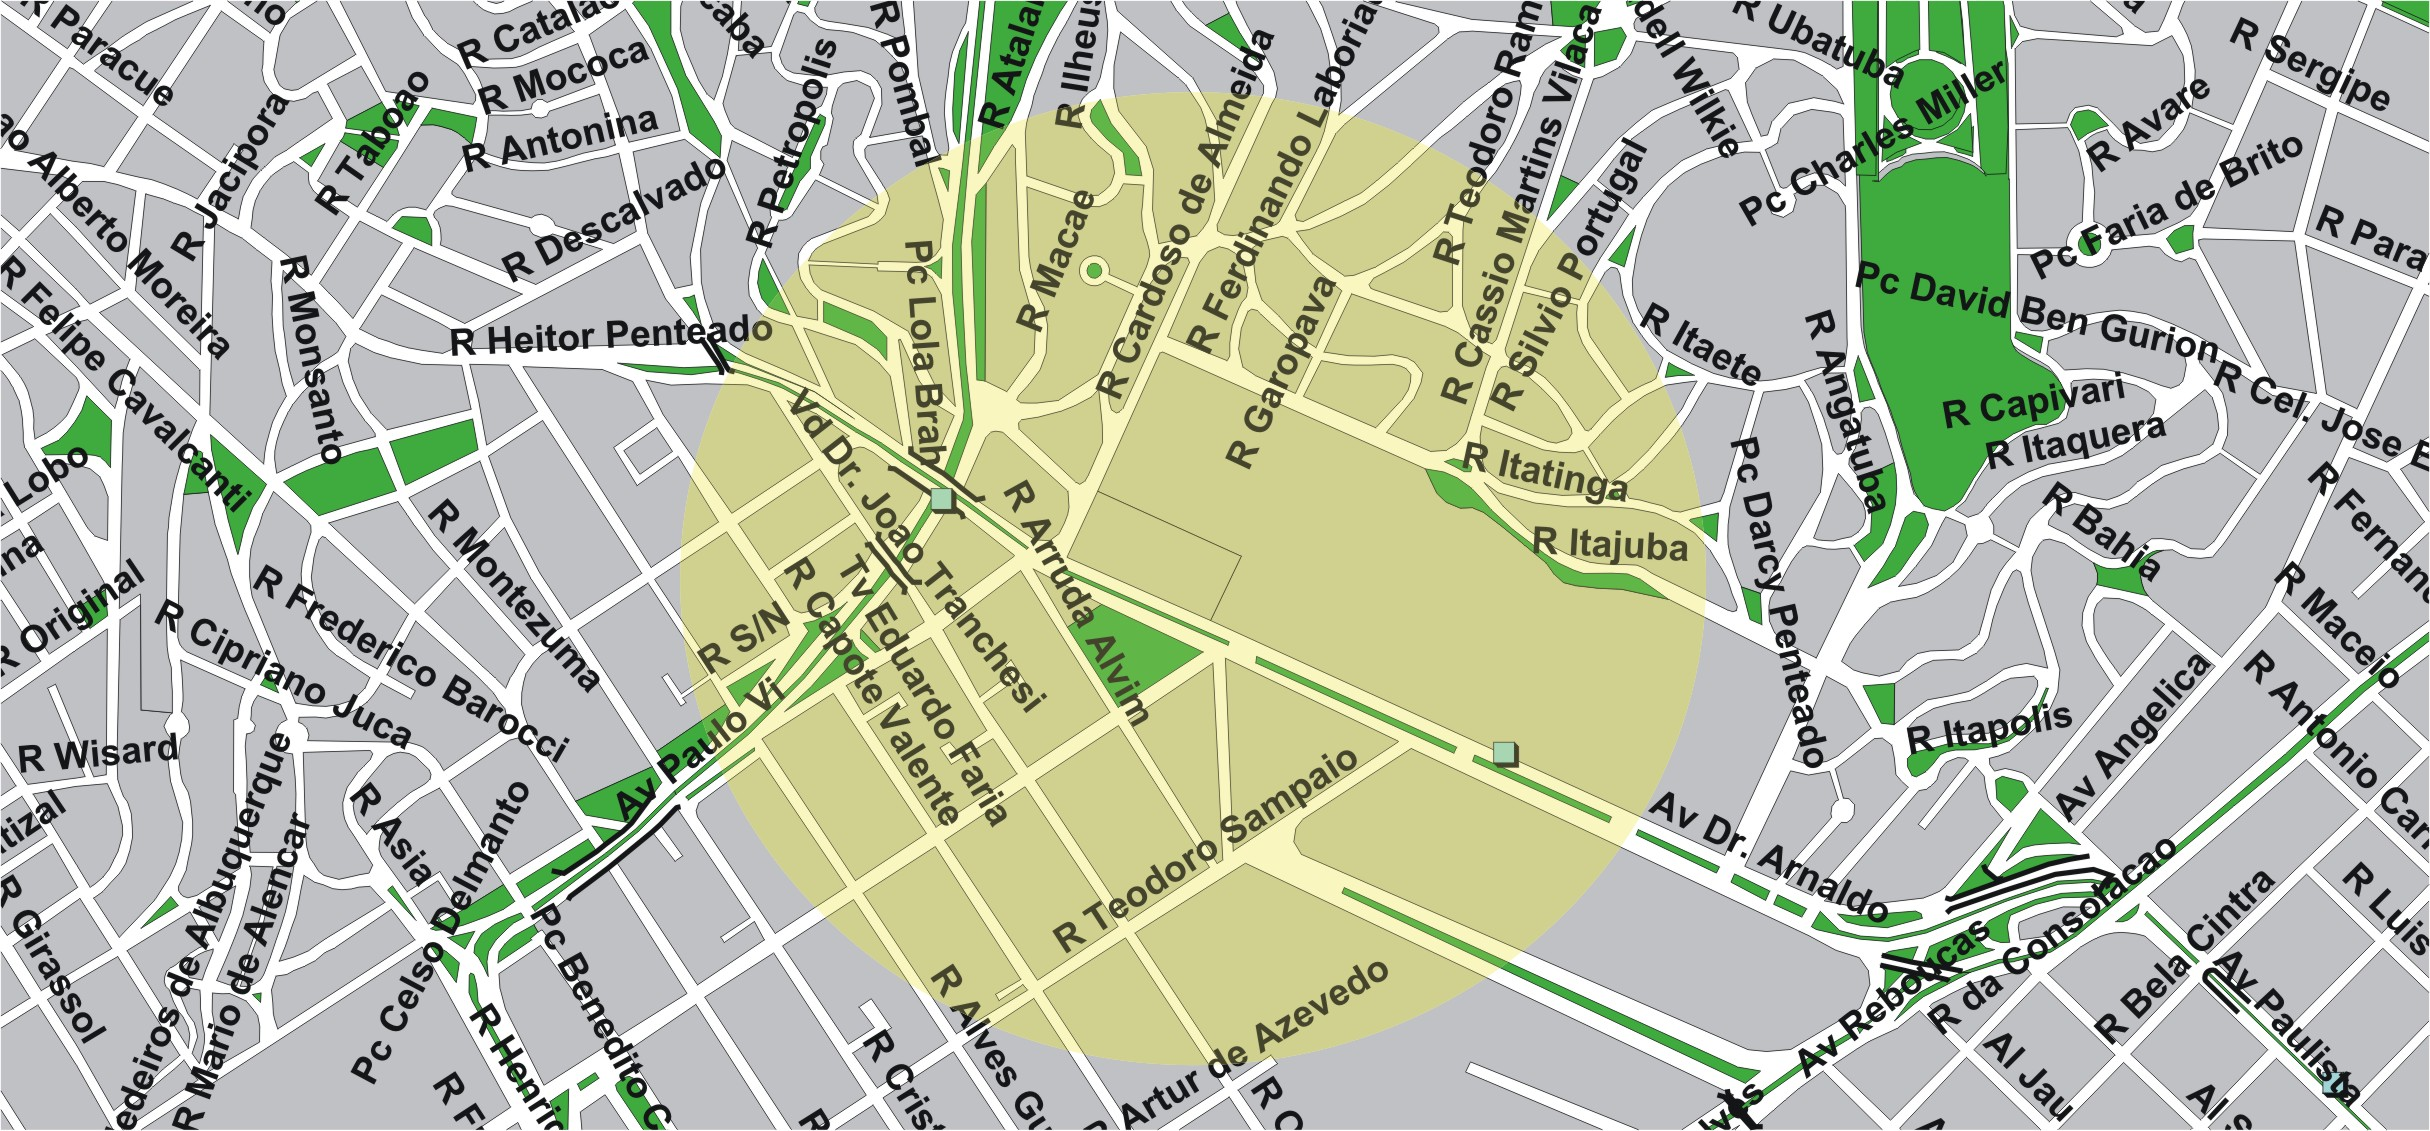 R Paracue
R Catalao
R Mococa
R Antonina
R Descalvado
R Taboao
R Jacipora
R Petropolis
R Pombal
R Ilheus
R Cardoso de Almeida
R Ferdinando Laboria
R Martins Vilaca
R Cassio
R Silvio Portugal
R Ubatuba
Pc Charles Miller
R Sergipe
R Avare
Pc Faria de Brito
R Para
Alberto Moreira
R Felipe Cavalcanti
R Monsanto
R Heitor Penteado
Pc Lola Brah
R Macae
R Garopava
R Itaete
R Angatuba
Pc David Ben Gurion
R Capivari
R Itaquera
R Cel. Jose E
Lobo
Vd Dr. Joao Tranchesi
R Arruda Alvim
R Itatinga
R Itajuba
Pc Darcy Penteado
R Bahia
R Maceio
R Original
R Cipriano Juca
R Frederico Barocci
R Montezuma
R S/N
R Capote Valente
Tv Eduardo Faria
R Wisard
Av Paulo Vi
R Itapolis
Av Angelica
R Antonio Car
R Asia
R Teodoro Sampaio
Av Dr. Arnaldo
R Girassol
R Mario de Alencar
Pc Celso Delmanto
Pc Benedito C
R Henric
R Alves Gu
Artur de Azevedo
Av Reboucas
R da Consolacao
R Bela Cintra
Av Paulista
R Luis
Al Jau
Al S